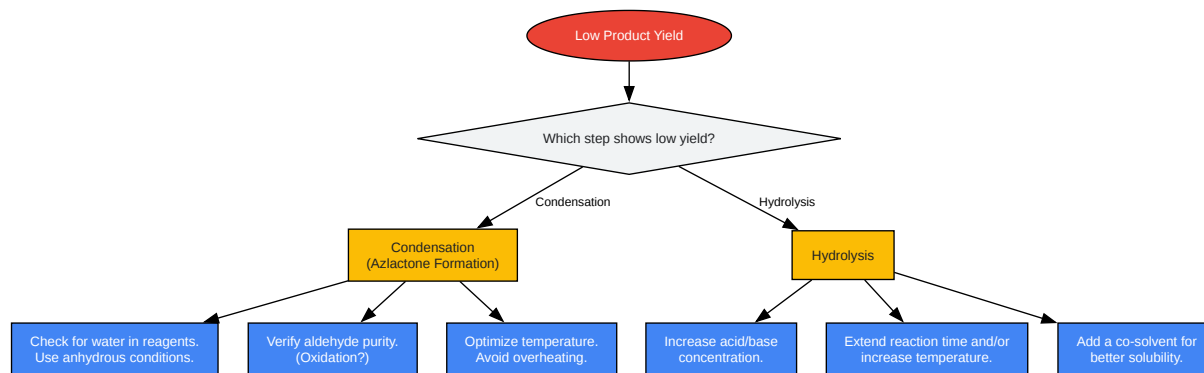 Low Product Yield
Which step shows low yield?
Condensation
Hydrolysis
Condensation
(Azlactone Formation)
Hydrolysis
Check for water in reagents.
Use anhydrous conditions.
Verify aldehyde purity.
(Oxidation?)
Optimize temperature.
Avoid overheating.
Increase acid/base
concentration.
Extend reaction time and/or
increase temperature.
Add a co-solvent for
better solubility.